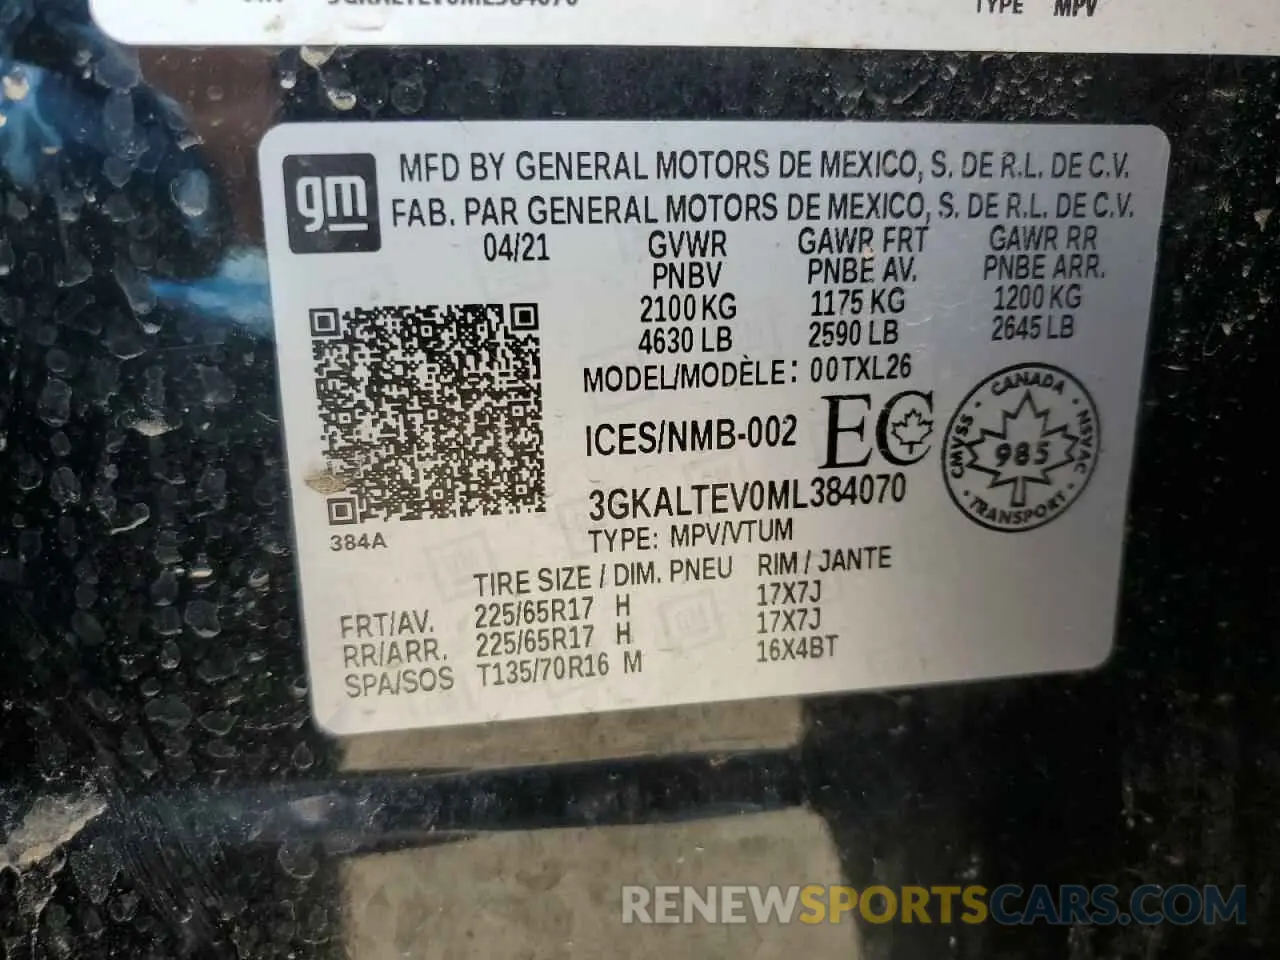 3GKALTEV0ML384070
TYPE MPV
gm
MFD BY GENERAL MOTORS DE MEXICO, S. DE R.L. DE C.V.
FAB. PAR GENERAL MOTORS DE MEXICO, S. DE R.L. DE C.V.
04/21 GVWR GAWR FRT GAWR RR
PNBV PNBE AV. PNBE ARR.
2100 KG 1175 KG 1200 KG
4630 LB 2590 LB 2645 LB
MODEL/MODÈLE: 00TXL26
ICES/NMB-002 EC
CANADA
CMVSS 985 NSVAC
TRANSPORT
3GKALTEV0ML384070
384A
TYPE: MPV/VTUM
TIRE SIZE / DIM. PNEU RIM / JANTE
FRT/AV. 225/65R17 H 17X7J
RR/ARR. 225/65R17 H 17X7J
SPA/SOS T135/70R16 M 16X4BT
RENEWSPORTSCARS.COM